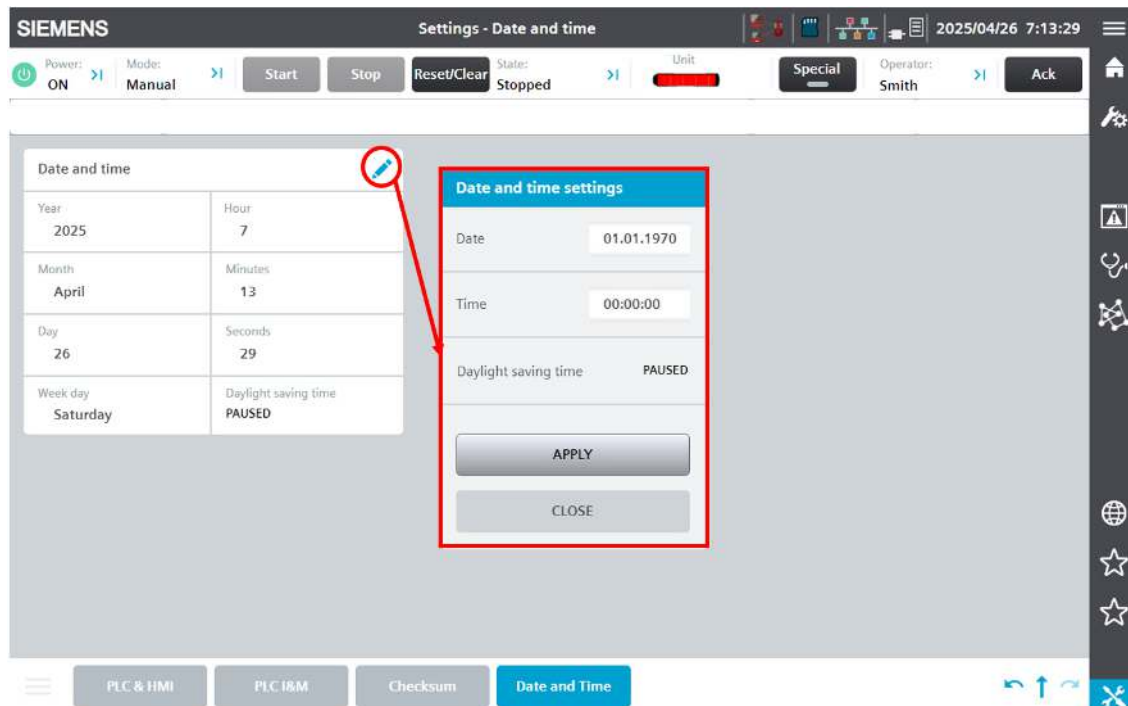 SIEMENS
Settings - Date and time
2025/04/26 7:13:29
Power:
ON
Mode:
Manual
Start
Stop
Reset/Clear
State:
Stopped
Unit
Special
Operator:
Smith
Ack
Date and time
Year
2025
Hour
7
Month
April
Minutes
13
Day
26
Seconds
29
Week day
Saturday
Daylight saving time
PAUSED
Date and time settings
Date
01.01.1970
Time
00:00:00
Daylight saving time
PAUSED
APPLY
CLOSE
PLC & HMI
PLC I&M
Checksum
Date and Time